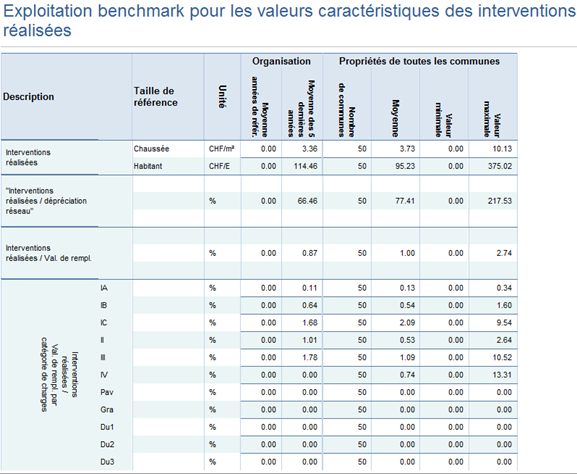 Exploitation benchmark pour les valeurs caractéristiques des interventions
réalisées
Organisation Propriétés de toutes les communes
Description Taille de référence Unité Moyenne années de référ. Moyenne des 5 dernières années Nombre de communes Moyenne Valeur minimale Valeur maximale
Interventions réalisées Chaussée CHF/m² 0.00 3.36 50 3.73 0.00 10.13
Habitant CHF/E 0.00 114.46 50 95.23 0.00 375.02
"Interventions
réalisées / dépréciation
réseau" % 0.00 66.46 50 77.41 0.00 217.53
Interventions
réalisées / Val. de rempl. % 0.00 0.87 50 1.00 0.00 2.74
Interventions
réalisées /
Val. de rempl. par
catégorie de charges
IA % 0.00 0.11 50 0.13 0.00 0.34
IB % 0.00 0.64 50 0.54 0.00 1.60
IC % 0.00 1.68 50 2.09 0.00 9.54
II % 0.00 1.01 50 0.53 0.00 2.64
III % 0.00 1.78 50 1.09 0.00 10.52
IV % 0.00 0.00 50 0.74 0.00 13.31
Pav % 0.00 0.00 50 0.00 0.00 0.00
Gra % 0.00 0.00 50 0.00 0.00 0.00
Du1 % 0.00 0.00 50 0.00 0.00 0.00
Du2 % 0.00 0.00 50 0.00 0.00 0.00
Du3 % 0.00 0.00 50 0.00 0.00 0.00